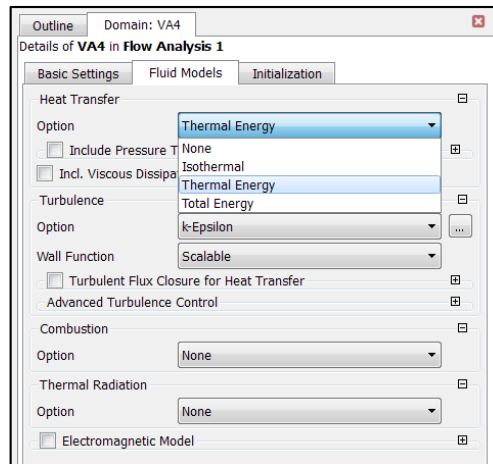 Outline Domain: VA4
Details of VA4 in Flow Analysis 1
Basic Settings Fluid Models Initialization
Heat Transfer
Option Thermal Energy
Include Pressure T
None
Isothermal
Incl. Viscous Dissipa
Thermal Energy
Total Energy
Turbulence
Option k-Epsilon ...
Wall Function Scalable
Turbulent Flux Closure for Heat Transfer
Advanced Turbulence Control
Combustion
Option None
Thermal Radiation
Option None
Electromagnetic Model